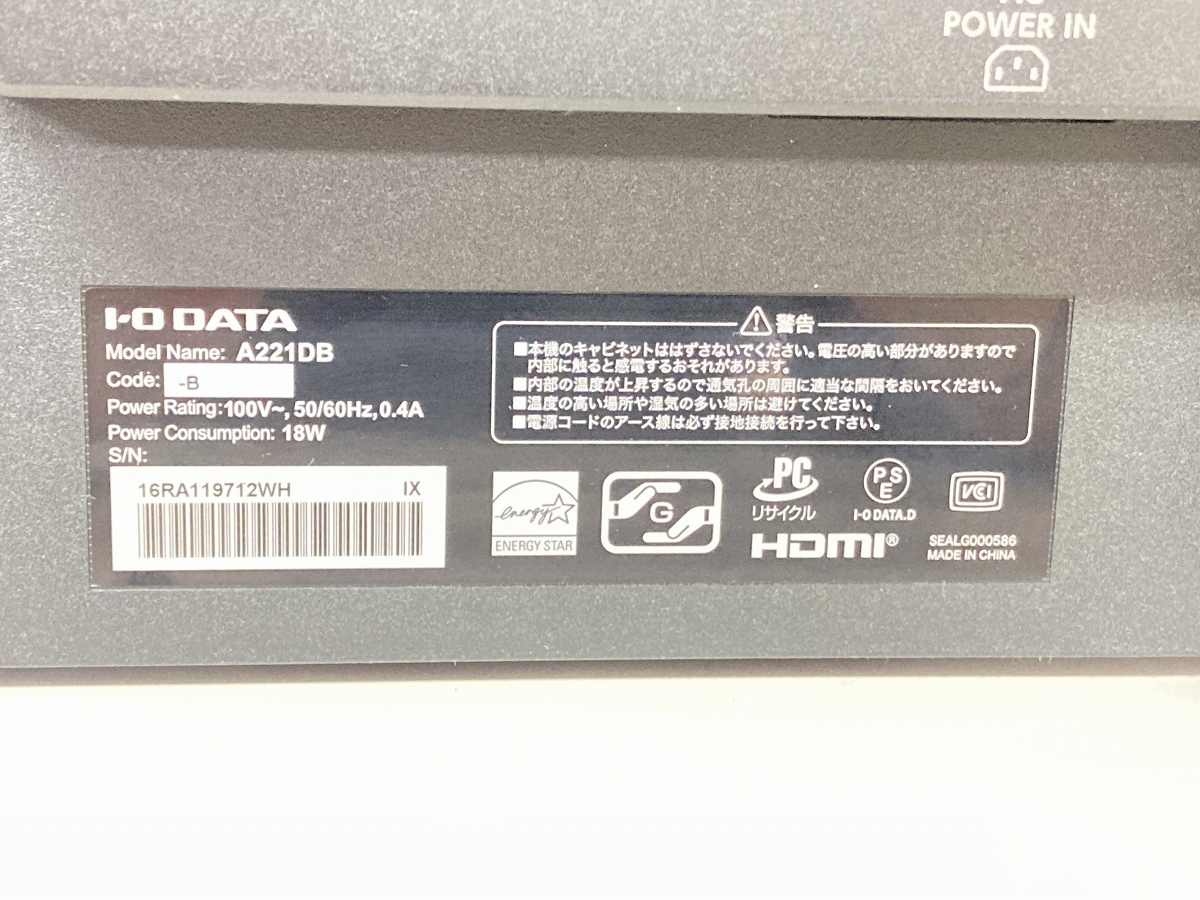 POWER IN
I-O DATA
Model Name: A221DB
Code: -B
Power Rating:100V~, 50/60Hz,0.4A
Power Consumption: 18W
S/N:
16RA119712WH IX
警告
■本機のキャビネットははずさないでください。電圧の高い部分がありますので
内部に触ると感電するおそれがあります。
■内部の温度が上昇するので通気孔の周囲に適当な間隔をおいてください。
■温度の高い場所や湿気の多い場所は避けてください。
■電源コードのアース線は必ず接地接続を行って下さい。
energy
ENERGY STAR
G
PC
リサイクル
PSE
I-O DATA.D
VCCI
HDMI®
SEALG000586
MADE IN CHINA